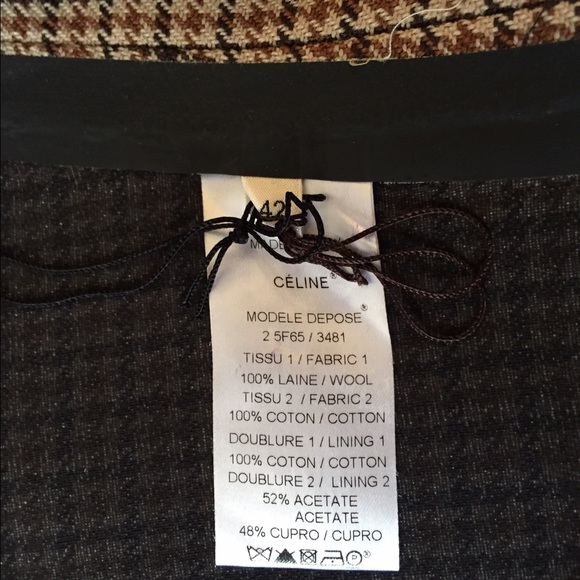 42
MADE
CÉLINE®
MODELE DEPOSE®
2 5F65 / 3481
TISSU 1 / FABRIC 1
100% LAINE / WOOL
TISSU 2 / FABRIC 2
100% COTON / COTTON
DOUBLURE 1 / LINING 1
100% COTON / COTTON
DOUBLURE 2 / LINING 2
52% ACETATE
ACETATE
48% CUPRO / CUPRO
P ®